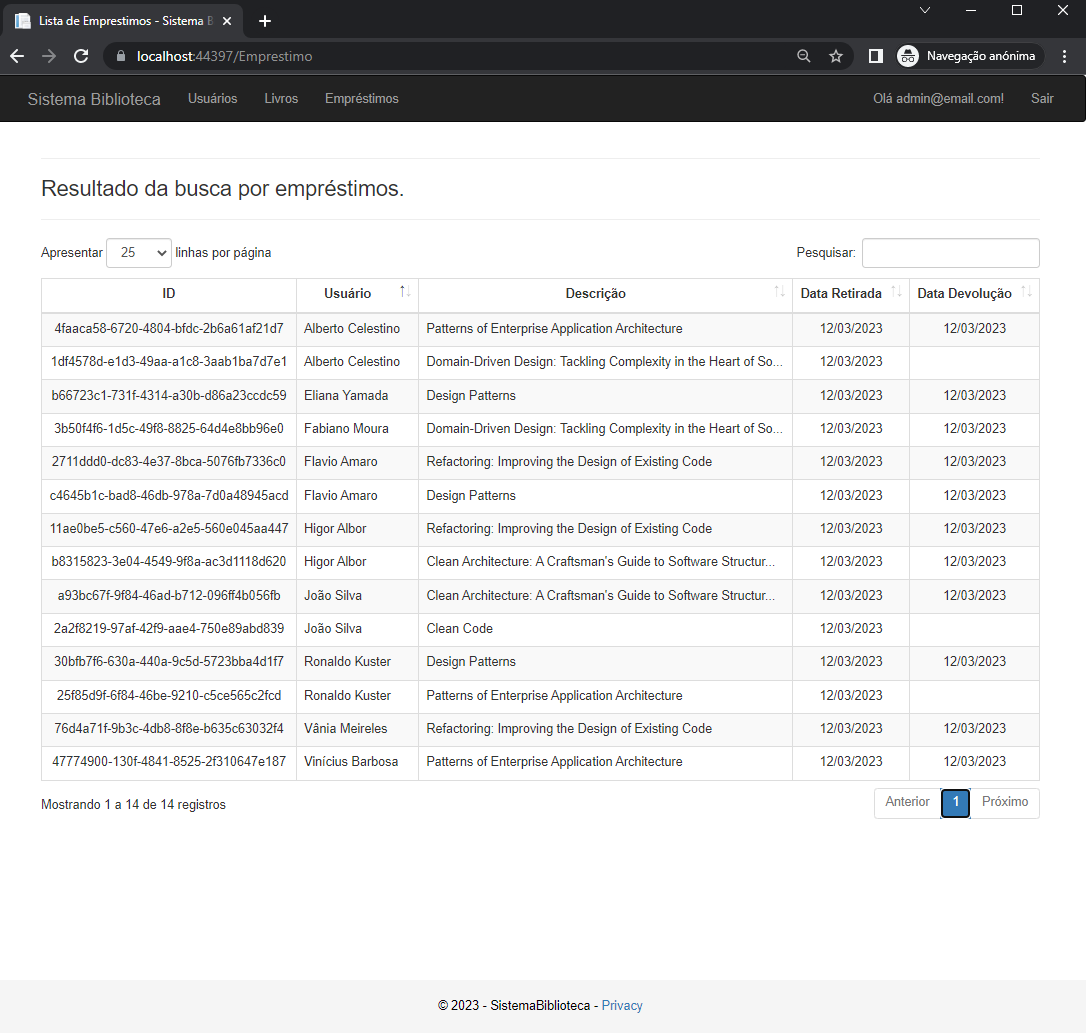 Lista de Emprestimos - Sistema B
localhost:44397/Emprestimo
Navegação anónima
Sistema Biblioteca Usuários Livros Empréstimos Olá admin@email.com! Sair
Resultado da busca por empréstimos.
Apresentar 25 linhas por página Pesquisar:
ID Usuário Descrição Data Retirada Data Devolução
4faaca58-6720-4804-bfdc-2b6a61af21d7 Alberto Celestino Patterns of Enterprise Application Architecture 12/03/2023 12/03/2023
1df4578d-e1d3-49aa-a1c8-3aab1ba7d7e1 Alberto Celestino Domain-Driven Design: Tackling Complexity in the Heart of So... 12/03/2023
b66723c1-731f-4314-a30b-d86a23ccdc59 Eliana Yamada Design Patterns 12/03/2023 12/03/2023
3b50f4f6-1d5c-49f8-8825-64d4e8bb96e0 Fabiano Moura Domain-Driven Design: Tackling Complexity in the Heart of So... 12/03/2023 12/03/2023
2711ddd0-dc83-4e37-8bca-5076fb7336c0 Flavio Amaro Refactoring: Improving the Design of Existing Code 12/03/2023 12/03/2023
c4645b1c-bad8-46db-978a-7d0a48945acd Flavio Amaro Design Patterns 12/03/2023 12/03/2023
11ae0be5-c560-47e6-a2e5-560e045aa447 Higor Albor Refactoring: Improving the Design of Existing Code 12/03/2023 12/03/2023
b8315823-3e04-4549-9f8a-ac3d1118d620 Higor Albor Clean Architecture: A Craftsman's Guide to Software Structur... 12/03/2023 12/03/2023
a93bc67f-9f84-46ad-b712-096ff4b056fb João Silva Clean Architecture: A Craftsman's Guide to Software Structur... 12/03/2023 12/03/2023
2a2f8219-97af-42f9-aae4-750e89abd839 João Silva Clean Code 12/03/2023
30bfb7f6-630a-440a-9c5d-5723bba4d1f7 Ronaldo Kuster Design Patterns 12/03/2023 12/03/2023
25f85d9f-6f84-46be-9210-c5ce565c2fcd Ronaldo Kuster Patterns of Enterprise Application Architecture 12/03/2023
76d4a71f-9b3c-4db8-8f8e-b635c63032f4 Vânia Meireles Refactoring: Improving the Design of Existing Code 12/03/2023 12/03/2023
47774900-130f-4841-8525-2f310647e187 Vinícius Barbosa Patterns of Enterprise Application Architecture 12/03/2023 12/03/2023
Mostrando 1 a 14 de 14 registros Anterior 1 Próximo
© 2023 - SistemaBiblioteca - Privacy